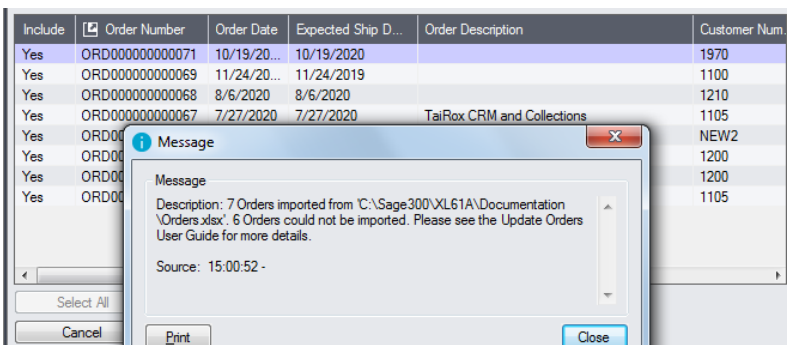 Include Order Number Order Date Expected Ship D... Order Description Customer Num.
Yes ORD000000000071 10/19/20... 10/19/2020 1970
Yes ORD000000000069 11/24/20... 11/24/2019 1100
Yes ORD000000000068 8/6/2020 8/6/2020 1210
Yes ORD000000000067 7/27/2020 7/27/2020 TaiRox CRM and Collections 1105
Yes ORD00 NEW2
Yes ORD00 1200
Yes ORD00 1200
Yes ORD00 1105
Message
Message
Description: 7 Orders imported from 'C:\Sage300\XL61A\Documentation
\Orders.xlsx'. 6 Orders could not be imported. Please see the Update Orders
User Guide for more details.
Source: 15:00:52 -
Select All
Cancel
Print
Close